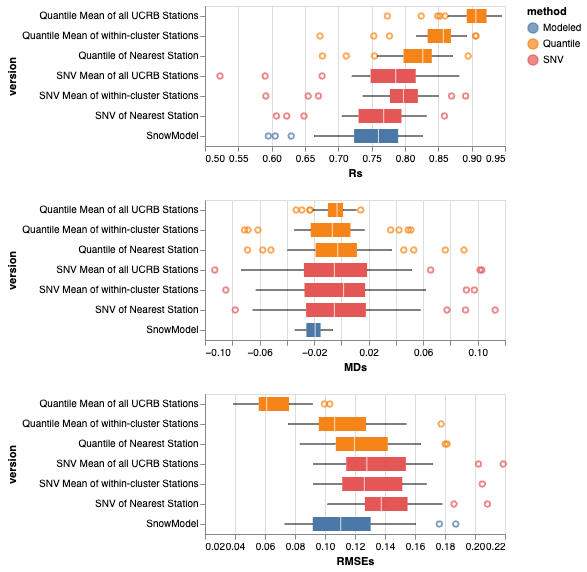 method
Modeled
Quantile
SNV
version
Quantile Mean of all UCRB Stations
Quantile Mean of within-cluster Stations
Quantile of Nearest Station
SNV Mean of all UCRB Stations
SNV Mean of within-cluster Stations
SNV of Nearest Station
SnowModel
0.50 0.55 0.60 0.65 0.70 0.75 0.80 0.85 0.90 0.95
Rs
version
Quantile Mean of all UCRB Stations
Quantile Mean of within-cluster Stations
Quantile of Nearest Station
SNV Mean of all UCRB Stations
SNV Mean of within-cluster Stations
SNV of Nearest Station
SnowModel
−0.10 −0.06 −0.02 0.02 0.06 0.10
MDs
version
Quantile Mean of all UCRB Stations
Quantile Mean of within-cluster Stations
Quantile of Nearest Station
SNV Mean of all UCRB Stations
SNV Mean of within-cluster Stations
SNV of Nearest Station
SnowModel
0.02 0.04 0.06 0.08 0.10 0.12 0.14 0.16 0.18 0.20 0.22
RMSEs